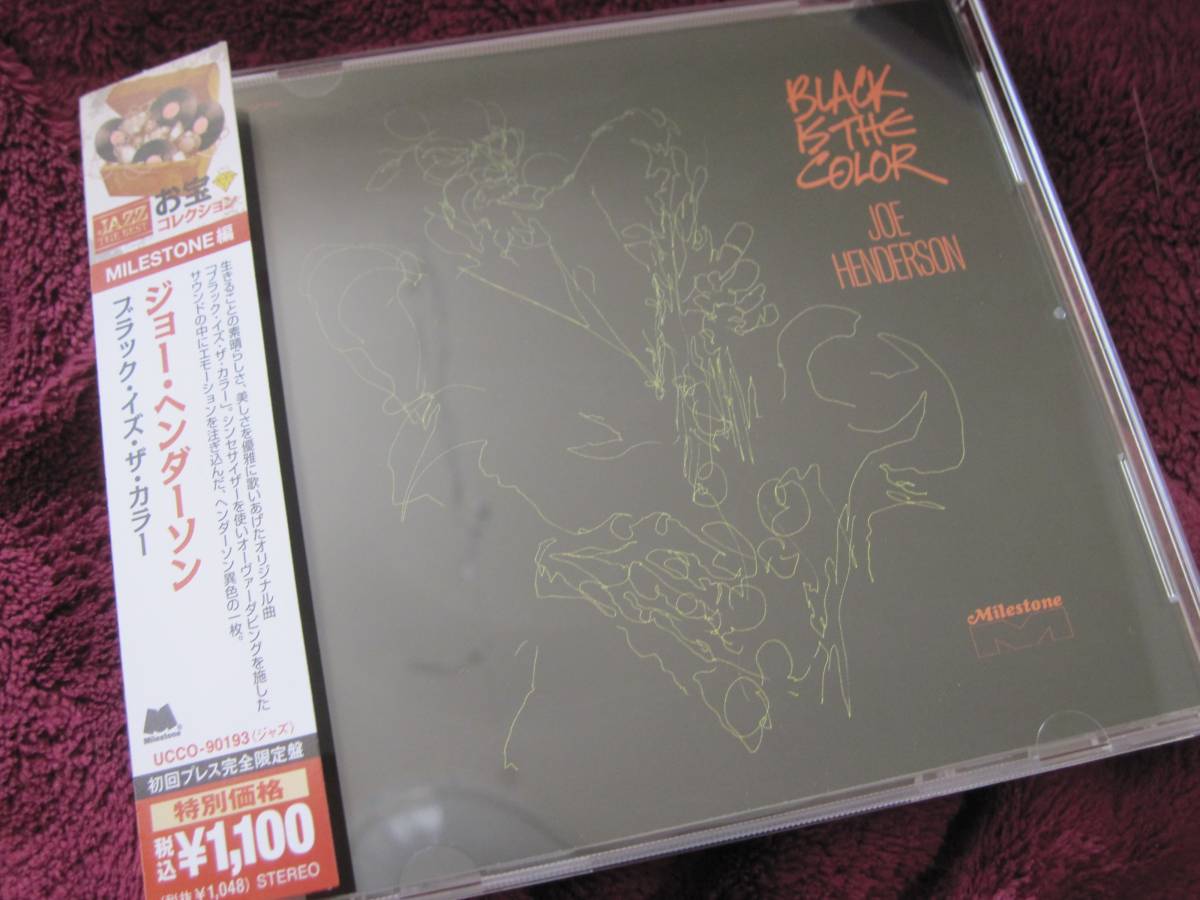 JAZZ
THE BEST
お宝
コレクション
MILESTONE編
ジョー・ヘンダーソン
ブラック・イズ・ザ・カラー
生きることの素晴らしさ、美しさを優雅に歌いあげたオリジナル曲
「ブラック・イズ・ザ・カラー」。シンセサイザーを使いオーヴァーダビングを施した
サウンドの中にエモーションを注ぎ込んだ、ヘンダーソン異色の一枚。
Milestone
UCCO-90193(ジャズ)
初回プレス完全限定盤
特別価格
税込¥1,100
(税抜¥1,048) STEREO
BLACK
IS THE
COLOR
JOE
HENDERSON
Milestone